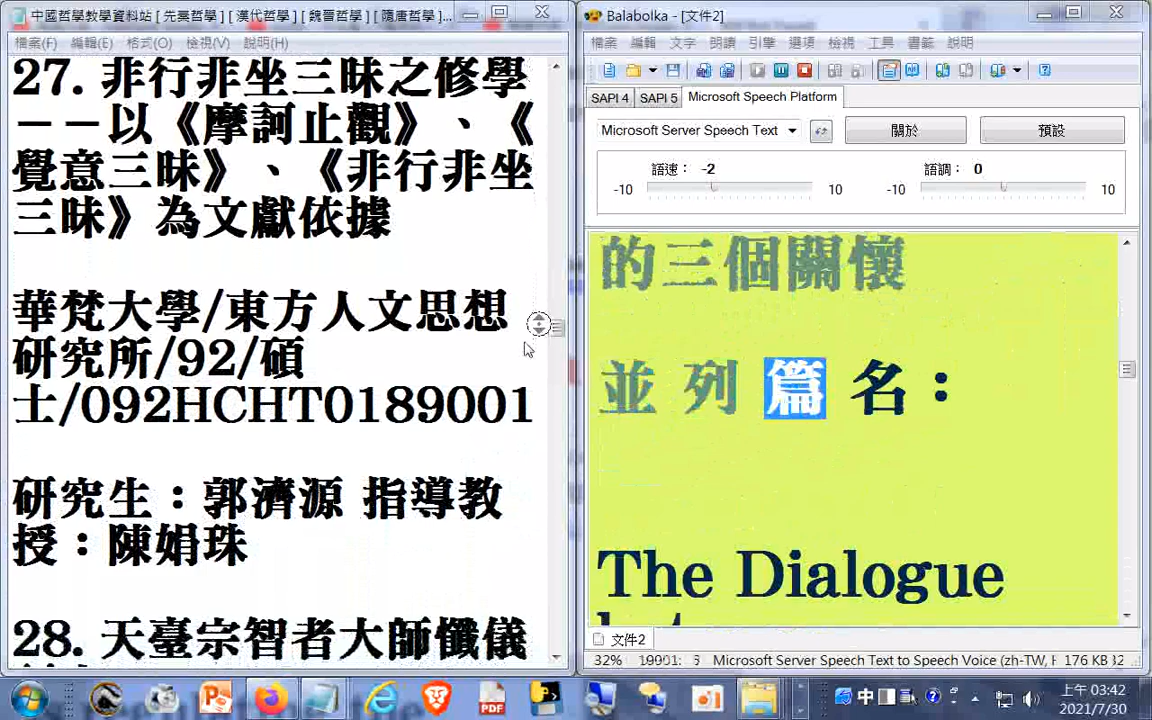 中國哲學教學資料站 [ 先秦哲學 ] [ 漢代哲學 ] [ 魏晉哲學 ] [ 隋唐哲學 ]...
檔案(F) 編輯(E) 格式(O) 檢視(V) 說明(H)
27. 非行非坐三昧之修學
－－以《摩訶止觀》、《
覺意三昧》、《非行非坐
三昧》為文獻依據
華梵大學/東方人文思想
研究所/92/碩
士/092HCHT0189001
研究生：郭濟源 指導教
授：陳娟珠
28. 天臺宗智者大師懺儀
Balabolka - [文件2]
檔案 編輯 文字 朗讀 引擎 選項 檢視 工具 書籤 說明
SAPI 4 SAPI 5 Microsoft Speech Platform
Microsoft Server Speech Text 關於 預設
語速： -2 語調： 0
-10 10 -10 10
的三個關懷
並 列 篇 名：
The Dialogue
文件2
32% Microsoft Server Speech Text to Speech Voice (zh-TW, 176 KB
中
上午 03:42
2021/7/30